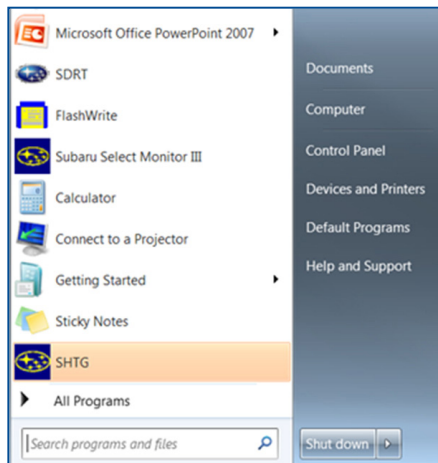 Microsoft Office PowerPoint 2007
SDRT
FlashWrite
Subaru Select Monitor III
Calculator
Connect to a Projector
Getting Started
Sticky Notes
SHTG
All Programs
Search programs and files
Documents
Computer
Control Panel
Devices and Printers
Default Programs
Help and Support
Shut down